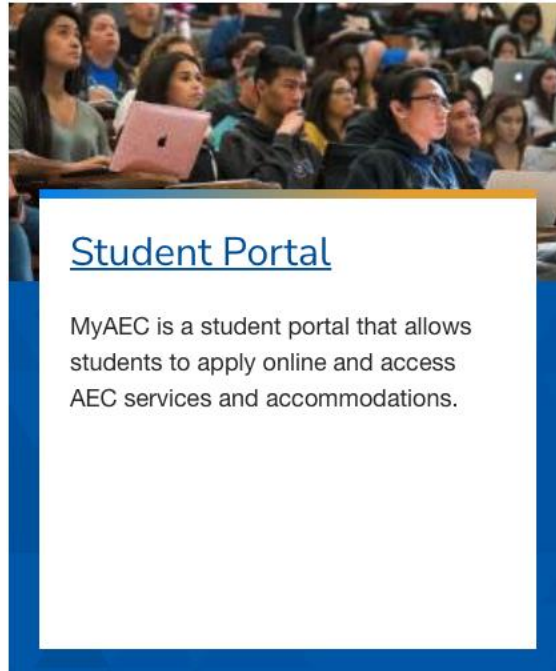 Student Portal
MyAEC is a student portal that allows
students to apply online and access
AEC services and accommodations.